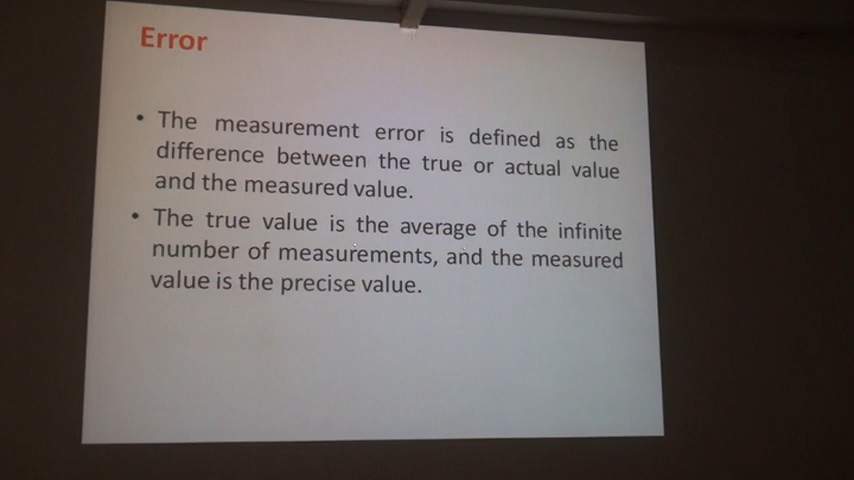 Error
• The measurement error is defined as the
difference between the true or actual value
and the measured value.
• The true value is the average of the infinite
number of measurements, and the measured
value is the precise value.